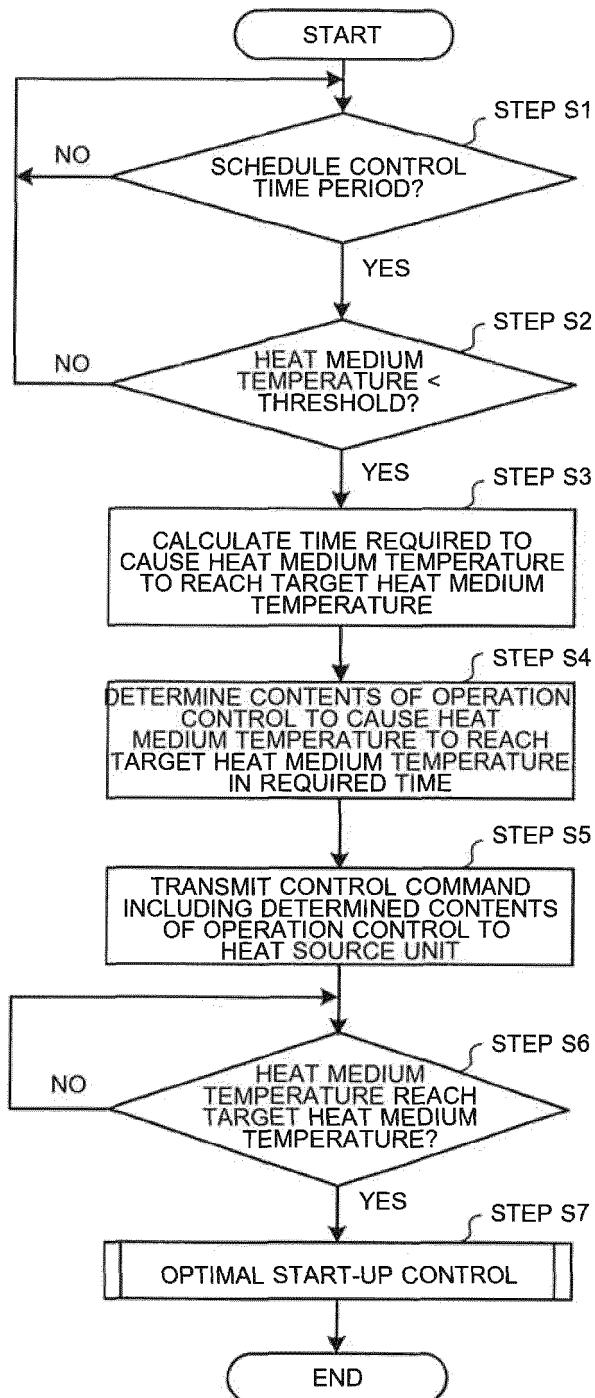 START
STEP S1
NO
SCHEDULE CONTROL
TIME PERIOD?
YES
STEP S2
NO
HEAT MEDIUM
TEMPERATURE <
THRESHOLD?
YES
STEP S3
CALCULATE TIME REQUIRED TO
CAUSE HEAT MEDIUM TEMPERATURE
TO REACH TARGET HEAT MEDIUM
TEMPERATURE
STEP S4
DETERMINE CONTENTS OF OPERATION
CONTROL TO CAUSE HEAT
MEDIUM TEMPERATURE TO REACH
TARGET HEAT MEDIUM TEMPERATURE
IN REQUIRED TIME
STEP S5
TRANSMIT CONTROL COMMAND
INCLUDING DETERMINED CONTENTS
OF OPERATION CONTROL TO
HEAT SOURCE UNIT
STEP S6
NO
HEAT MEDIUM
TEMPERATURE REACH
TARGET HEAT MEDIUM
TEMPERATURE?
YES
STEP S7
OPTIMAL START-UP CONTROL
END